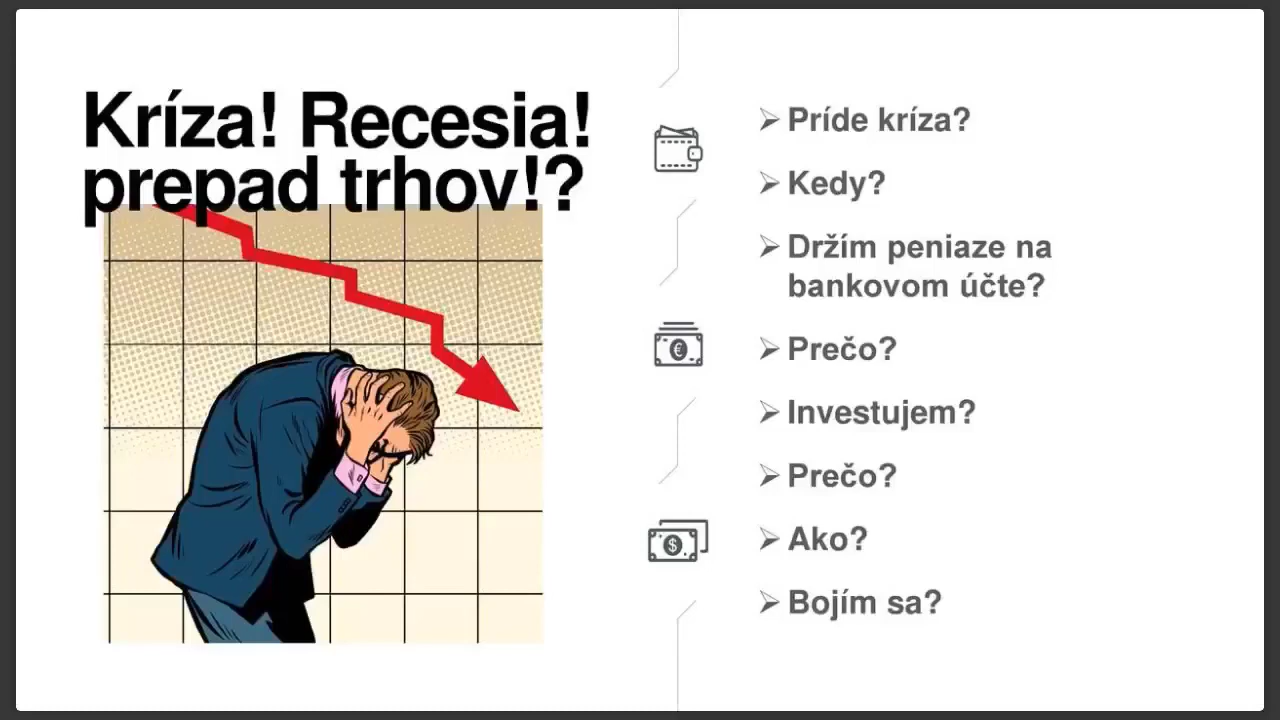 Kríza! Recesia!
prepad trhov!?
➢ Príde kríza?
➢ Kedy?
➢ Držím peniaze na
bankovom účte?
➢ Prečo?
➢ Investujem?
➢ Prečo?
➢ Ako?
➢ Bojím sa?
€
$